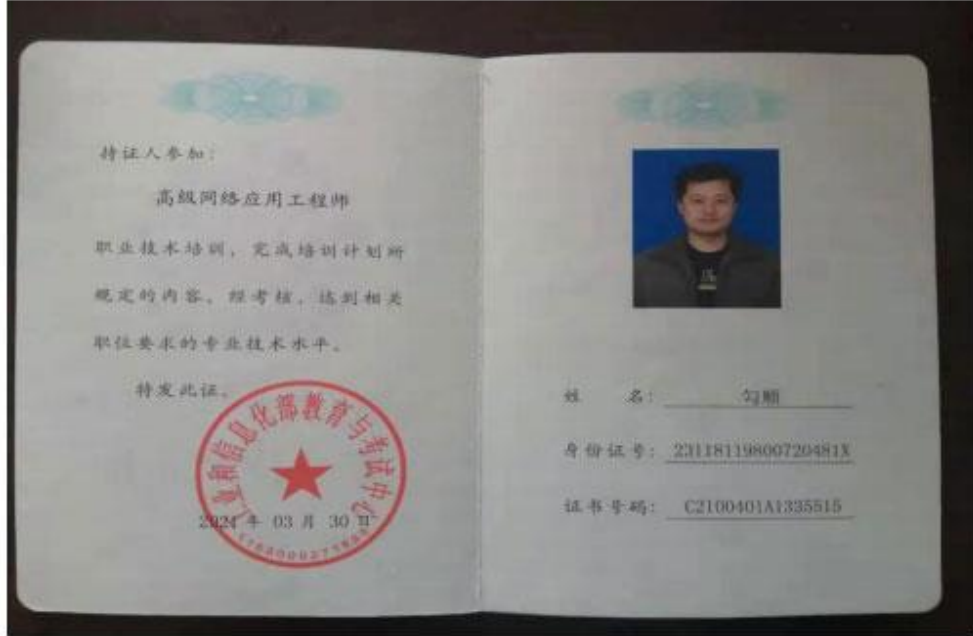 持证人参加：
高级网络应用工程师
职业技术培训，完成培训计划所
规定的内容。经考核，达到相关
职位要求的专业技术水平。
特发此证。
工业和信息化部教育与考试中心
2021 年 03 月 30 日
姓 名：勾顺
身份证号：23118119800720481X
证书号码：C2100401A1335515